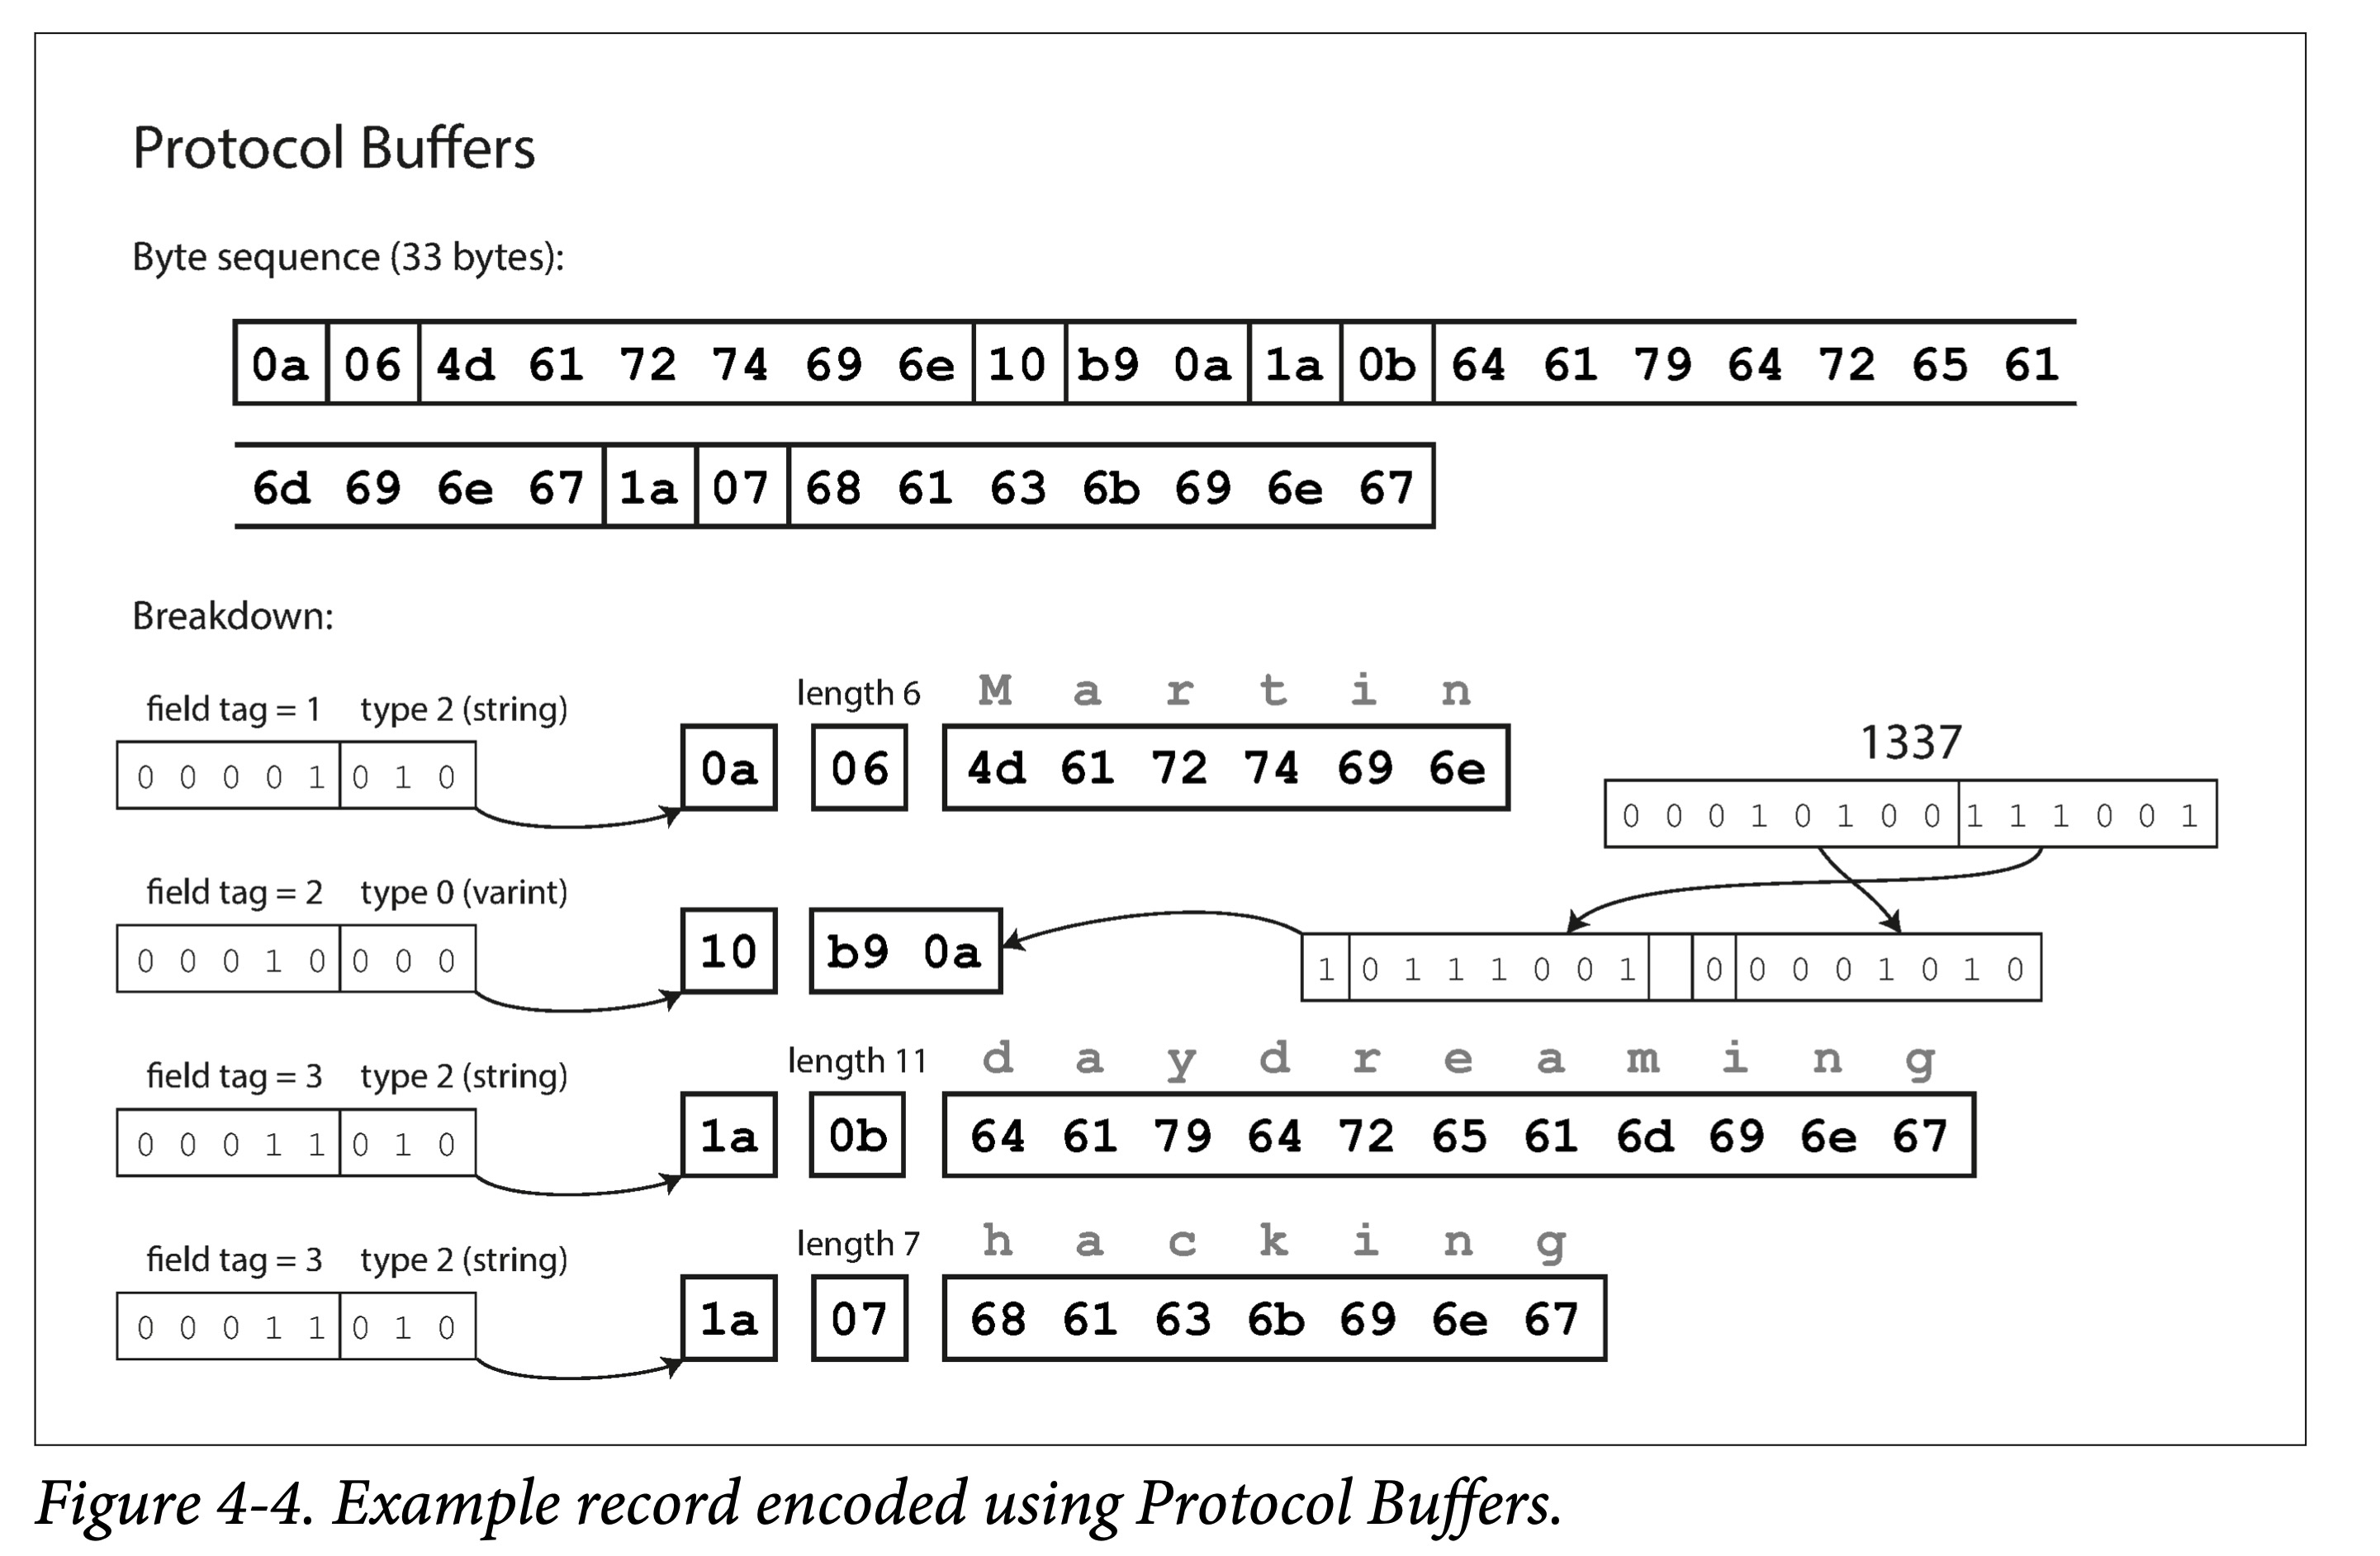 Protocol Buffers
Byte sequence (33 bytes):
0a 06 4d 61 72 74 69 6e 10 b9 0a 1a 0b 64 61 79 64 72 65 61
6d 69 6e 67 1a 07 68 61 63 6b 69 6e 67
Breakdown:
field tag = 1 type 2 (string) length 6 M a r t i n
0 0 0 0 1 0 1 0 0a 06 4d 61 72 74 69 6e
1337
0 0 0 1 0 1 0 0 1 1 1 0 0 1
field tag = 2 type 0 (varint)
0 0 0 1 0 0 0 0 10 b9 0a 1 0 1 1 1 0 0 1 0 0 0 0 1 0 1 0
field tag = 3 type 2 (string) length 11 d a y d r e a m i n g
0 0 0 1 1 0 1 0 1a 0b 64 61 79 64 72 65 61 6d 69 6e 67
field tag = 3 type 2 (string) length 7 h a c k i n g
0 0 0 1 1 0 1 0 1a 07 68 61 63 6b 69 6e 67
Figure 4-4. Example record encoded using Protocol Buffers.